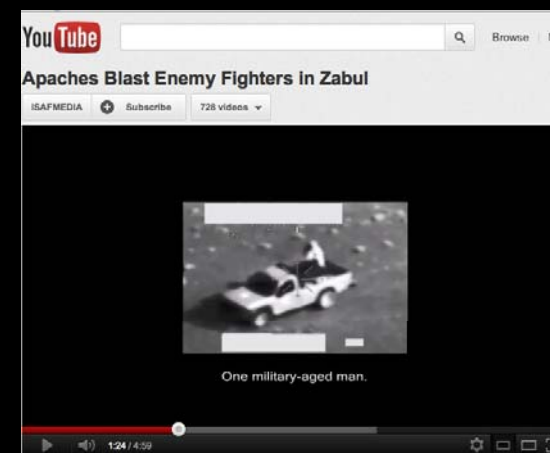 YouTube
Browse
Apaches Blast Enemy Fighters in Zabul
ISAFMEDIA Subscribe 728 videos
One military-aged man.
1:24 / 4:59